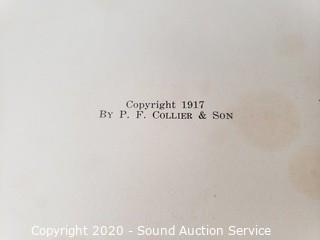 Copyright 1917
By P. F. Collier & Son
Copyright 2020 - Sound Auction Service